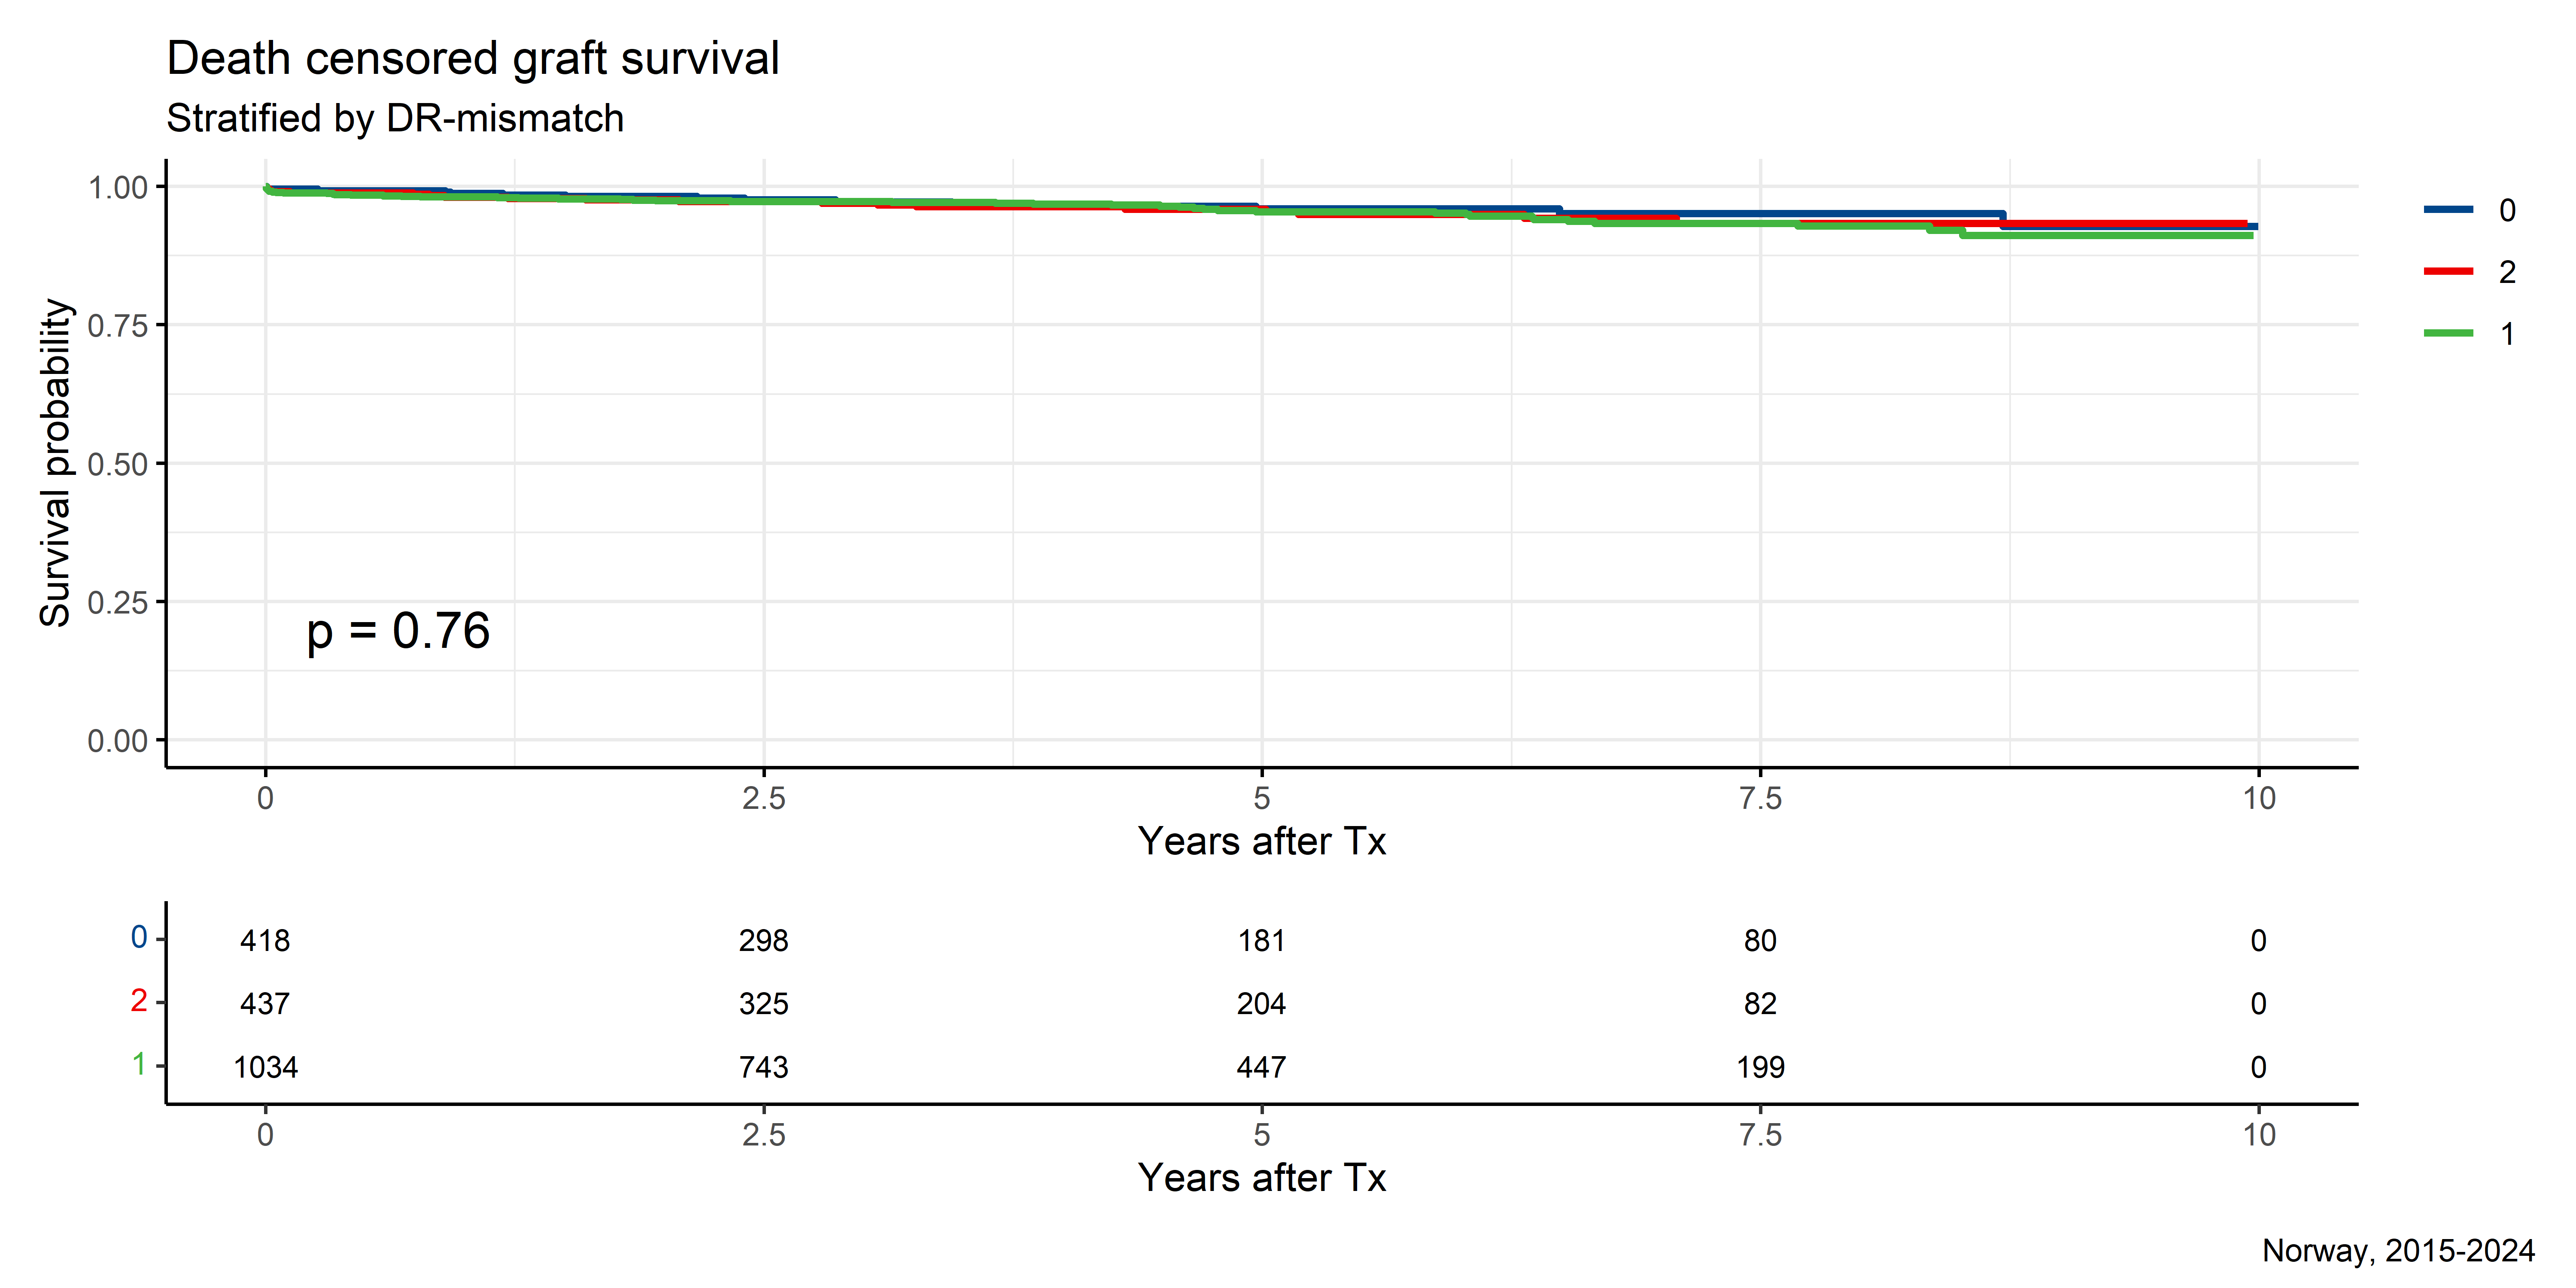 Death censored graft survival
Stratified by DR-mismatch
Survival probability
1.00
0.75
0.50
0.25
0.00
p = 0.76
0
2
1
0 2.5 5 7.5 10
Years after Tx
0 418 298 181 80 0
2 437 325 204 82 0
1 1034 743 447 199 0
0 2.5 5 7.5 10
Years after Tx
Norway, 2015-2024